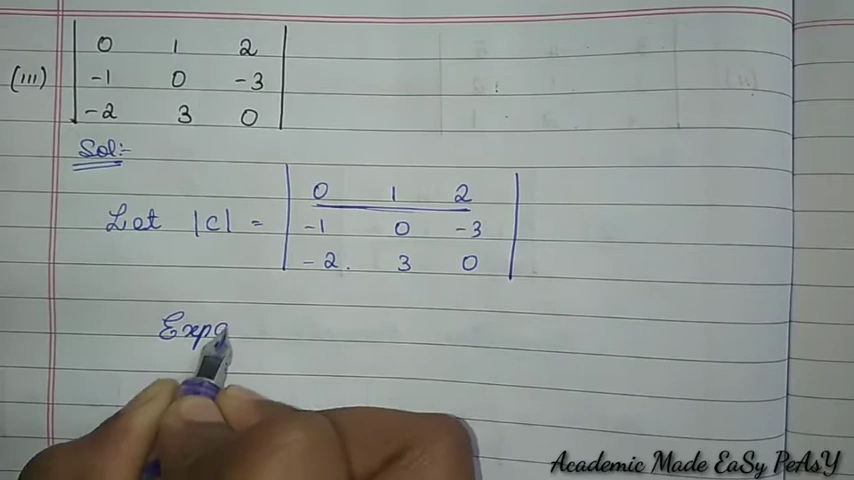 0 1 2
(iii) -1 0 -3
-2 3 0
Sol:-
0 1 2
Let |C| = -1 0 -3
-2. 3 0
Expa
Academic Made EaSy PeAsY